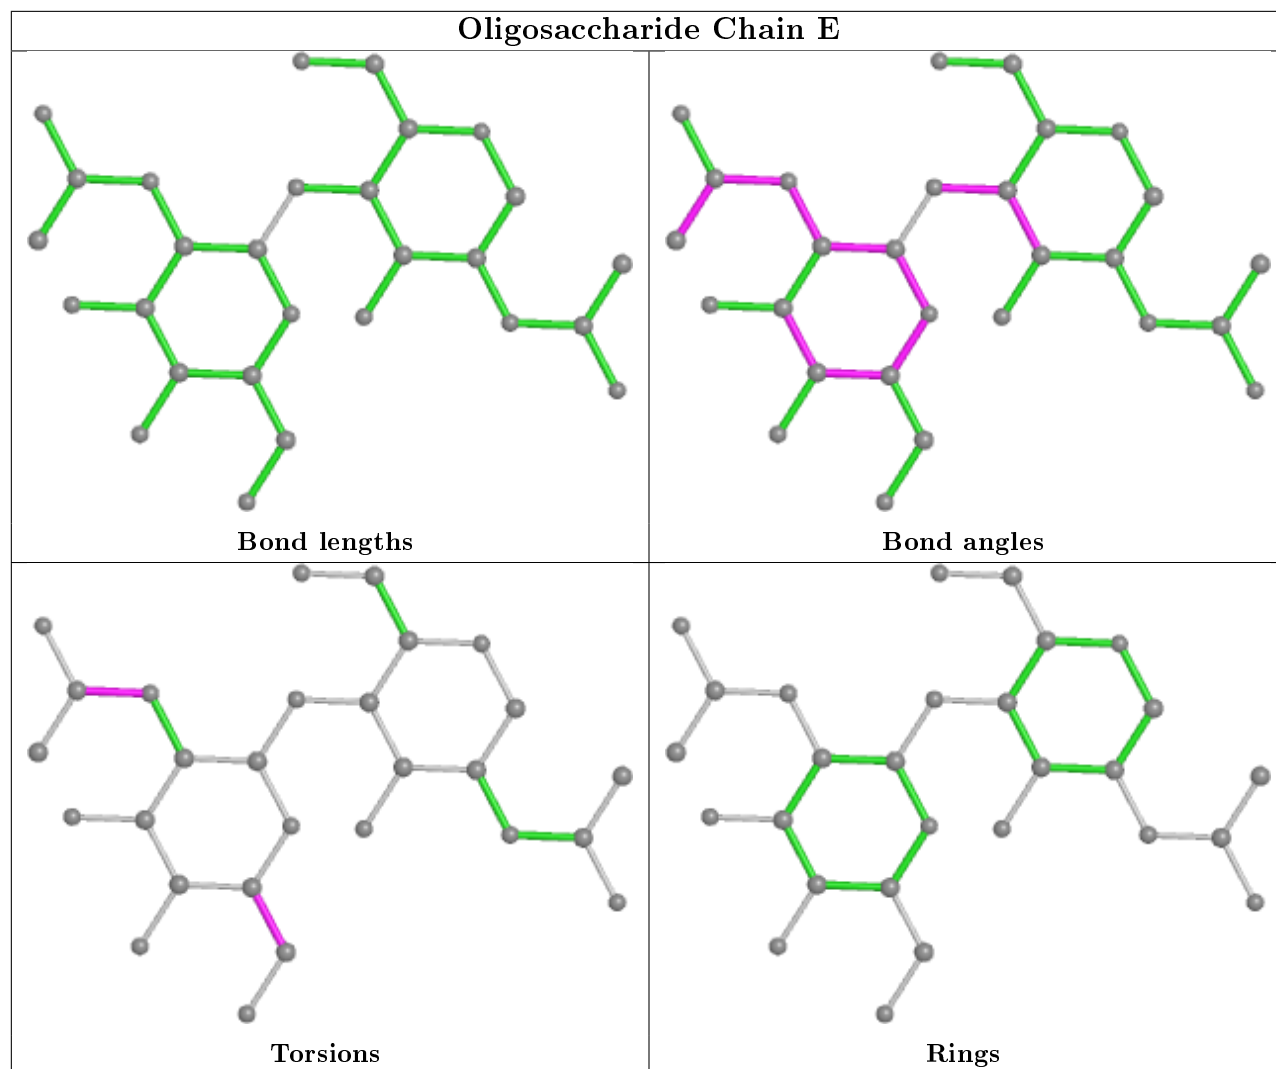 Oligosaccharide Chain E
Bond lengths
Bond angles
Torsions
Rings